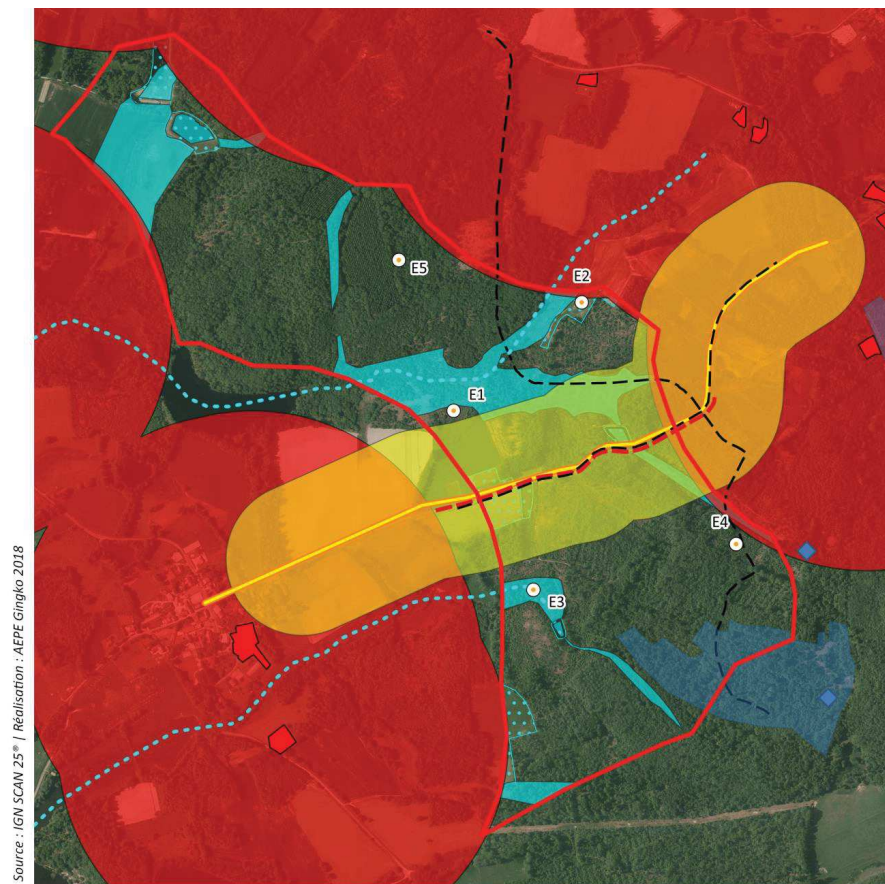 E5
E2
E1
E4
E3
Source : IGN SCAN 25® | Réalisation : AEPE Gingko 2018